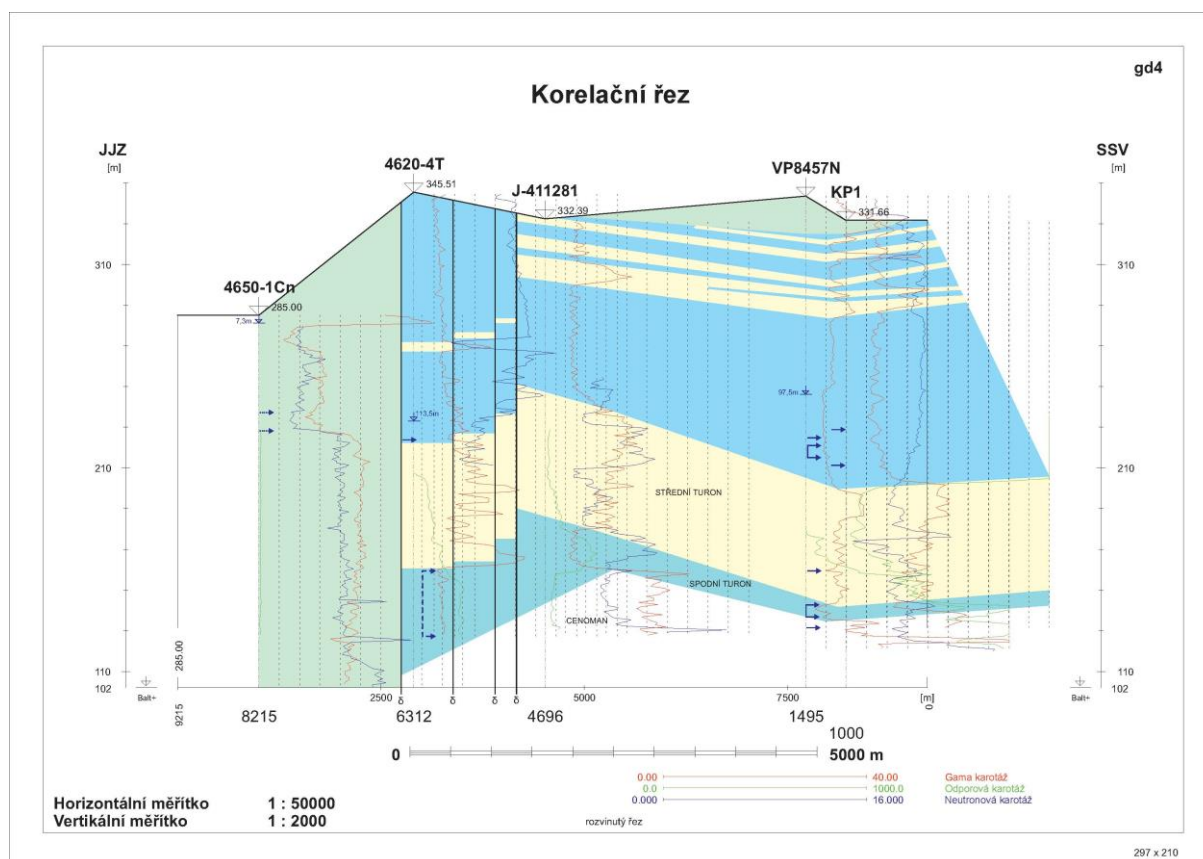 gd4
Korelační řez
JJZ
[m]
SSV
[m]
4620-4T
345.51
J-411281
332.39
VP8457N
KP1
331.66
4650-1Cn
285.00
7,3m
310
310
113,5m
97,5m
210
210
STŘEDNÍ TURON
SPODNÍ TURON
CENOMAN
110
102
Balt+
110
102
Balt+
285.00
2500
5000
7500
[m]
0
9215
8215
6312
4696
1495
1000
0
5000 m
0.00
40.00
Gama karotáž
0.0
1000.0
Odporová karotáž
0.000
16.000
Neutronová karotáž
Horizontální měřítko 1 : 50000
Vertikální měřítko 1 : 2000
rozvinutý řez
297 x 210